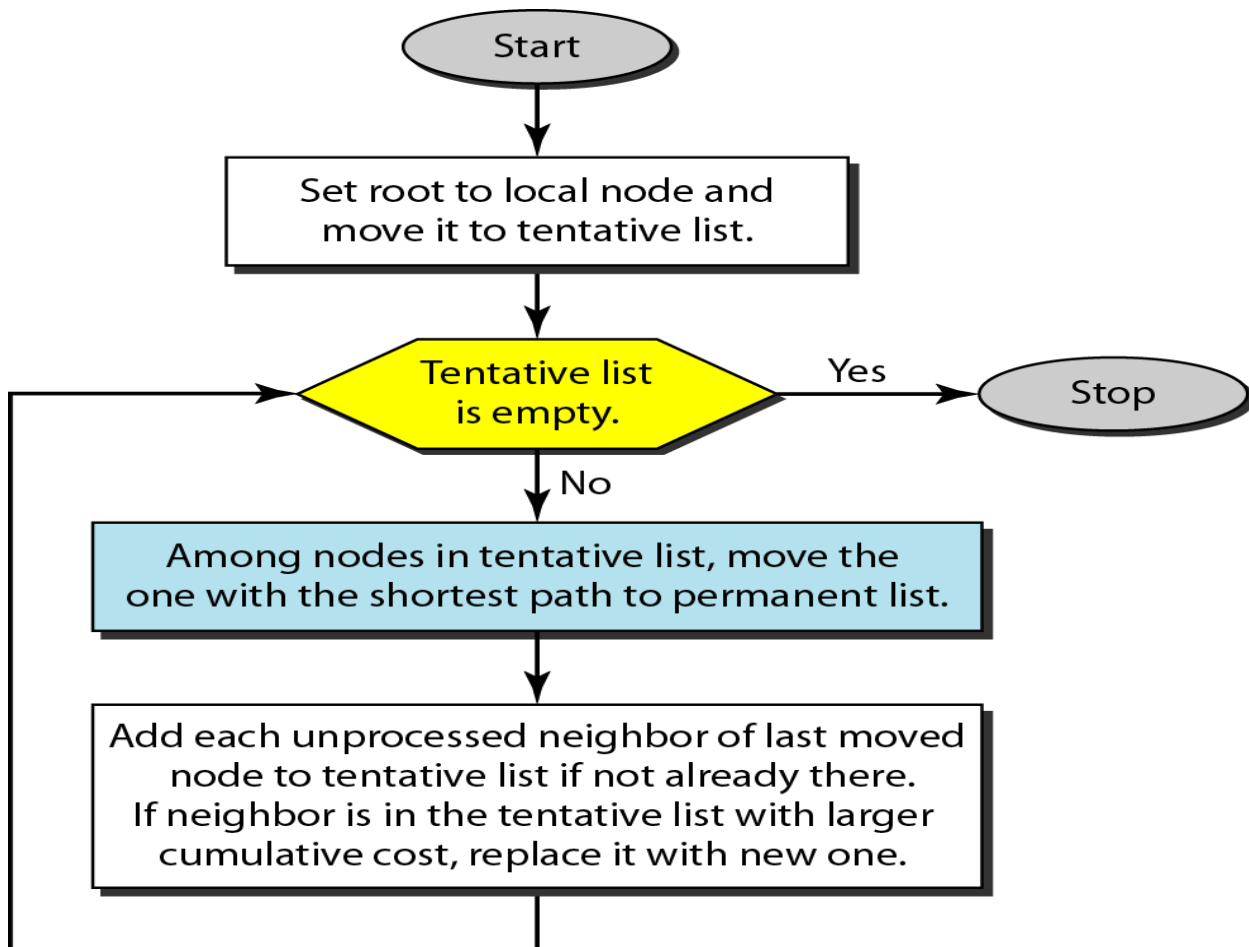 Start
Set root to local node and
move it to tentative list.
Tentative list
is empty.
Yes
Stop
No
Among nodes in tentative list, move the
one with the shortest path to permanent list.
Add each unprocessed neighbor of last moved
node to tentative list if not already there.
If neighbor is in the tentative list with larger
cumulative cost, replace it with new one.